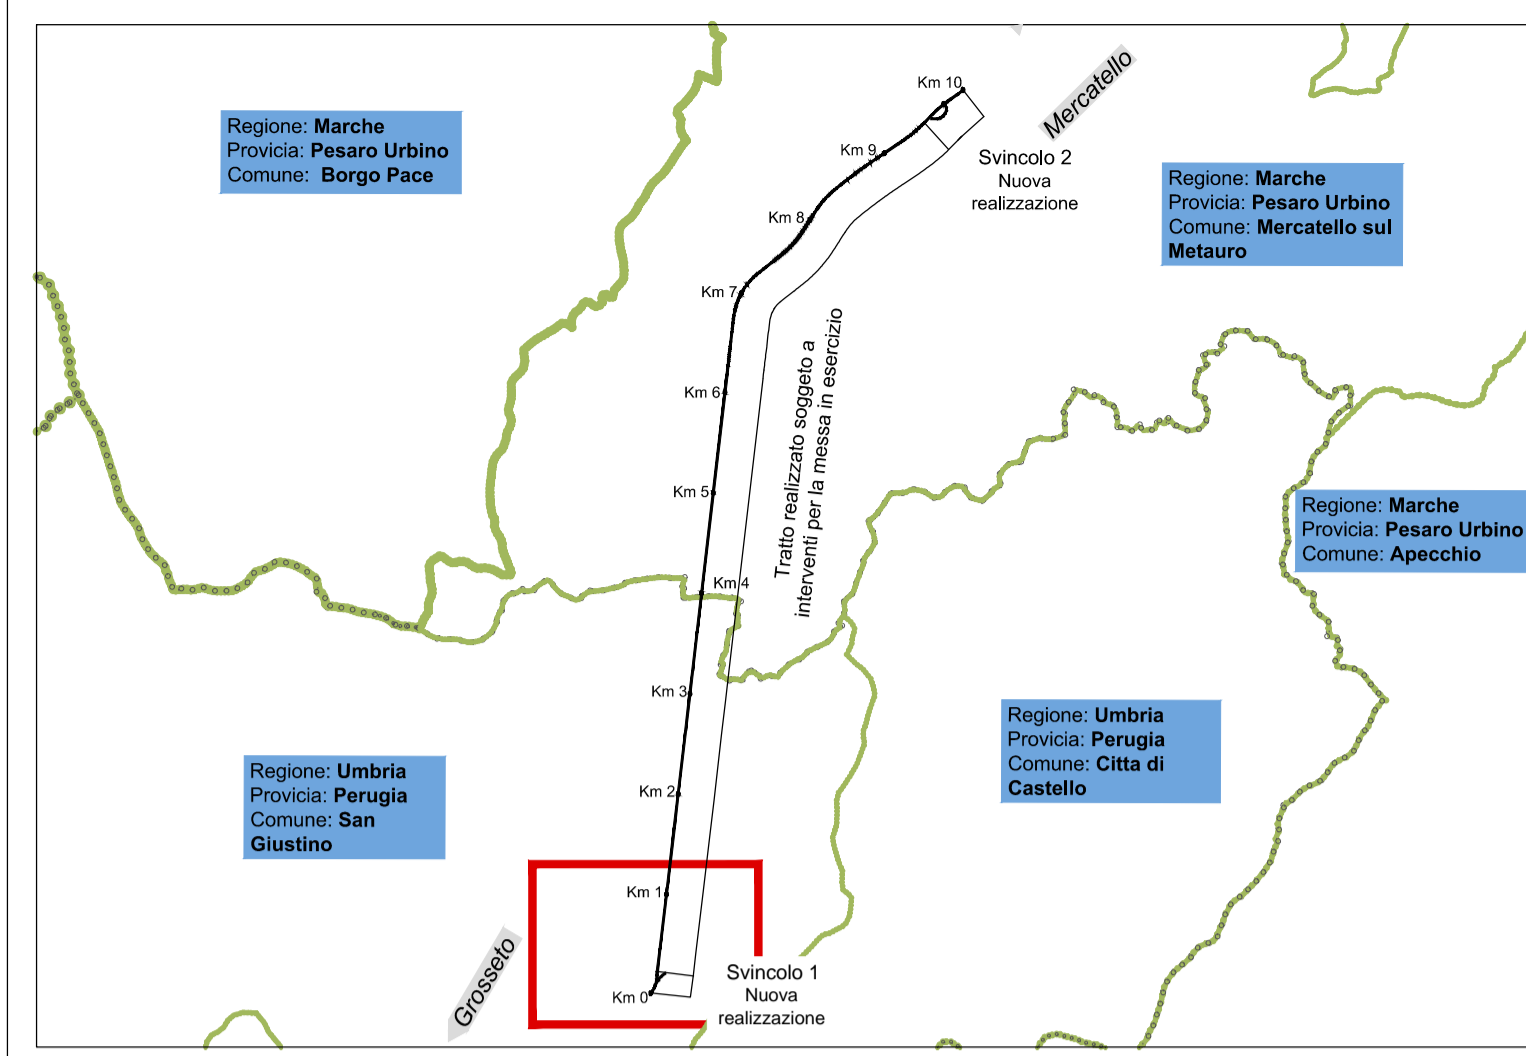 Regione: Marche
Provicia: Pesaro Urbino
Comune: Borgo Pace
Km 10
Mercatello
Km 9
Svincolo 2
Nuova
realizzazione
Regione: Marche
Provicia: Pesaro Urbino
Comune: Mercatello sul
Metauro
Km 8
Km 7
Km 6
Km 5
Km 4
Tratto realizzato soggeto a
interventi per la messa in esercizio
Regione: Marche
Provicia: Pesaro Urbino
Comune: Apecchio
Km 3
Km 2
Regione: Umbria
Provicia: Perugia
Comune: San
Giustino
Regione: Umbria
Provicia: Perugia
Comune: Citta di
Castello
Km 1
Grosseto
Km 0
Svincolo 1
Nuova
realizzazione